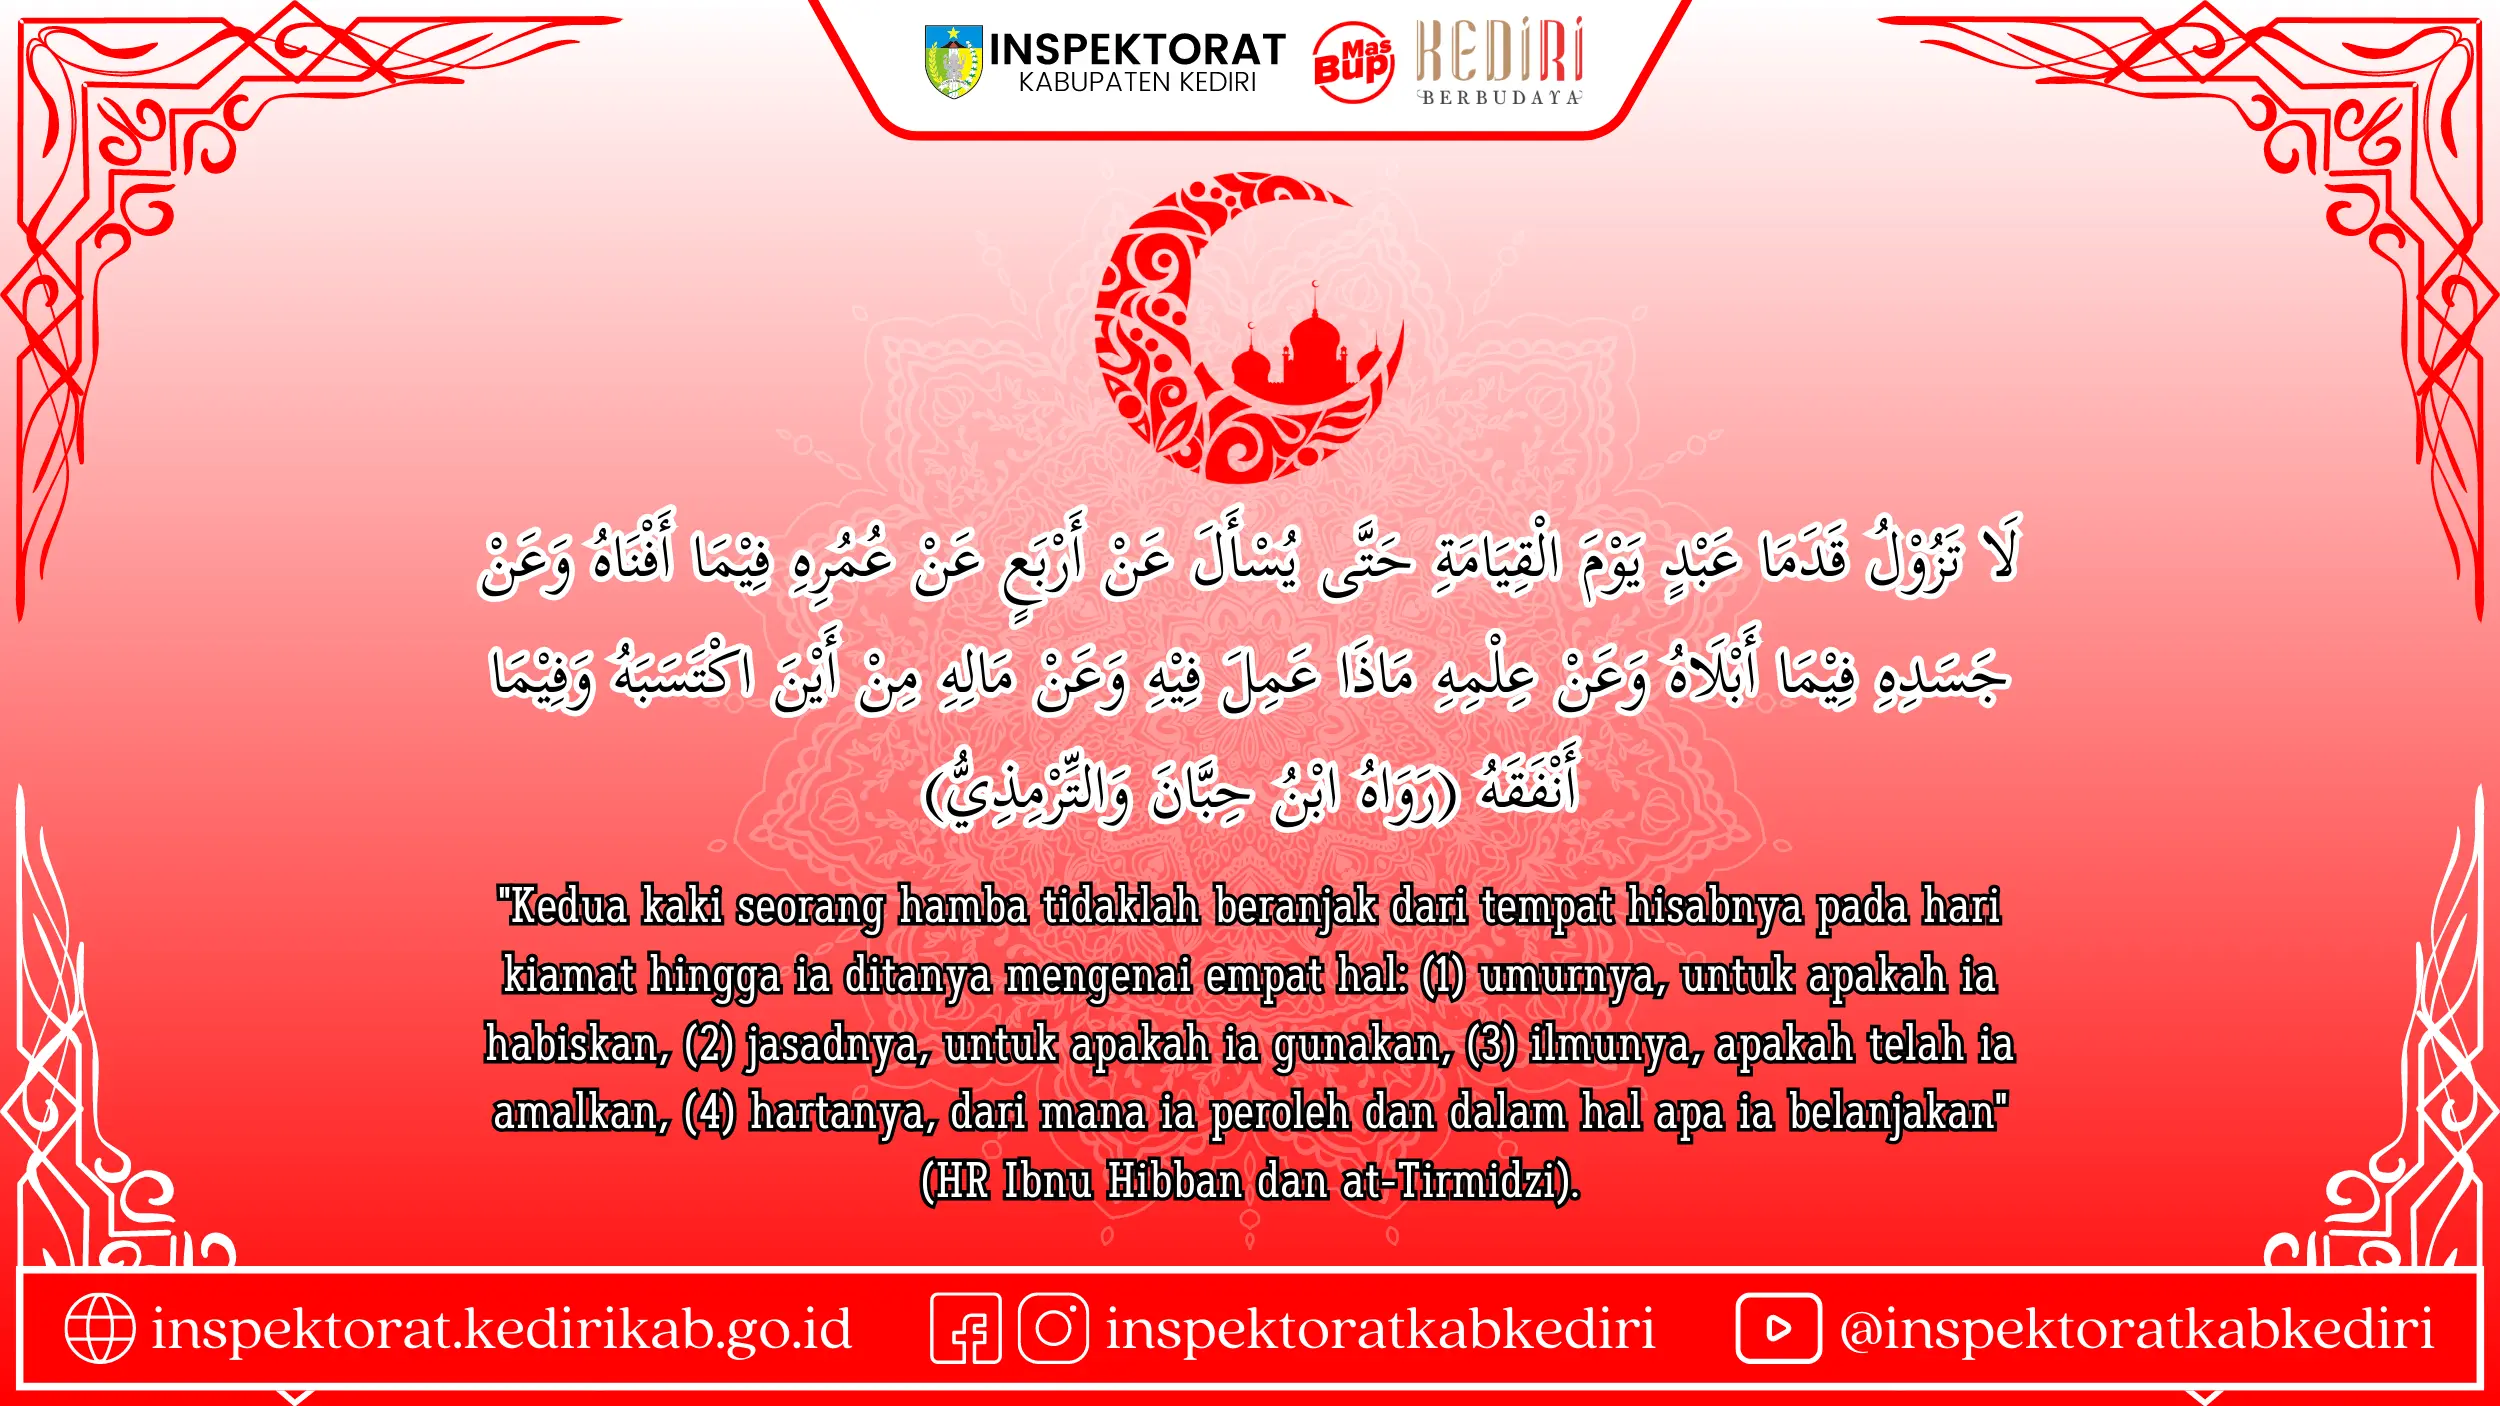 INSPEKTORAT
KABUPATEN KEDIRI
Mas
Bup
KEDIRI
BERBUDAYA
لَا تَزُوْلُ قَدَمَا عَبْدٍ يَوْمَ الْقِيَامَةِ حَتَّى يُسْأَلَ عَنْ أَرْبَعٍ عَنْ عُمُرِهِ فِيْمَا أَفْنَاهُ وَعَنْ
جَسَدِهِ فِيْمَا أَبْلَاهُ وَعَنْ عِلْمِهِ مَاذَا عَمِلَ فِيْهِ وَعَنْ مَالِهِ مِنْ أَيْنَ اكْتَسَبَهُ وَفِيْمَا
أَنْفَقَهُ (رَوَاهُ ابْنُ حِبَّانَ وَالتِّرْمِذِيُّ)
"Kedua kaki seorang hamba tidaklah beranjak dari tempat hisabnya pada hari
kiamat hingga ia ditanya mengenai empat hal: (1) umurnya, untuk apakah ia
habiskan, (2) jasadnya, untuk apakah ia gunakan, (3) ilmunya, apakah telah ia
amalkan, (4) hartanya, dari mana ia peroleh dan dalam hal apa ia belanjakan"
(HR Ibnu Hibban dan at-Tirmidzi).
inspektorat.kedirikab.go.id
inspektoratkabkediri
@inspektoratkabkediri